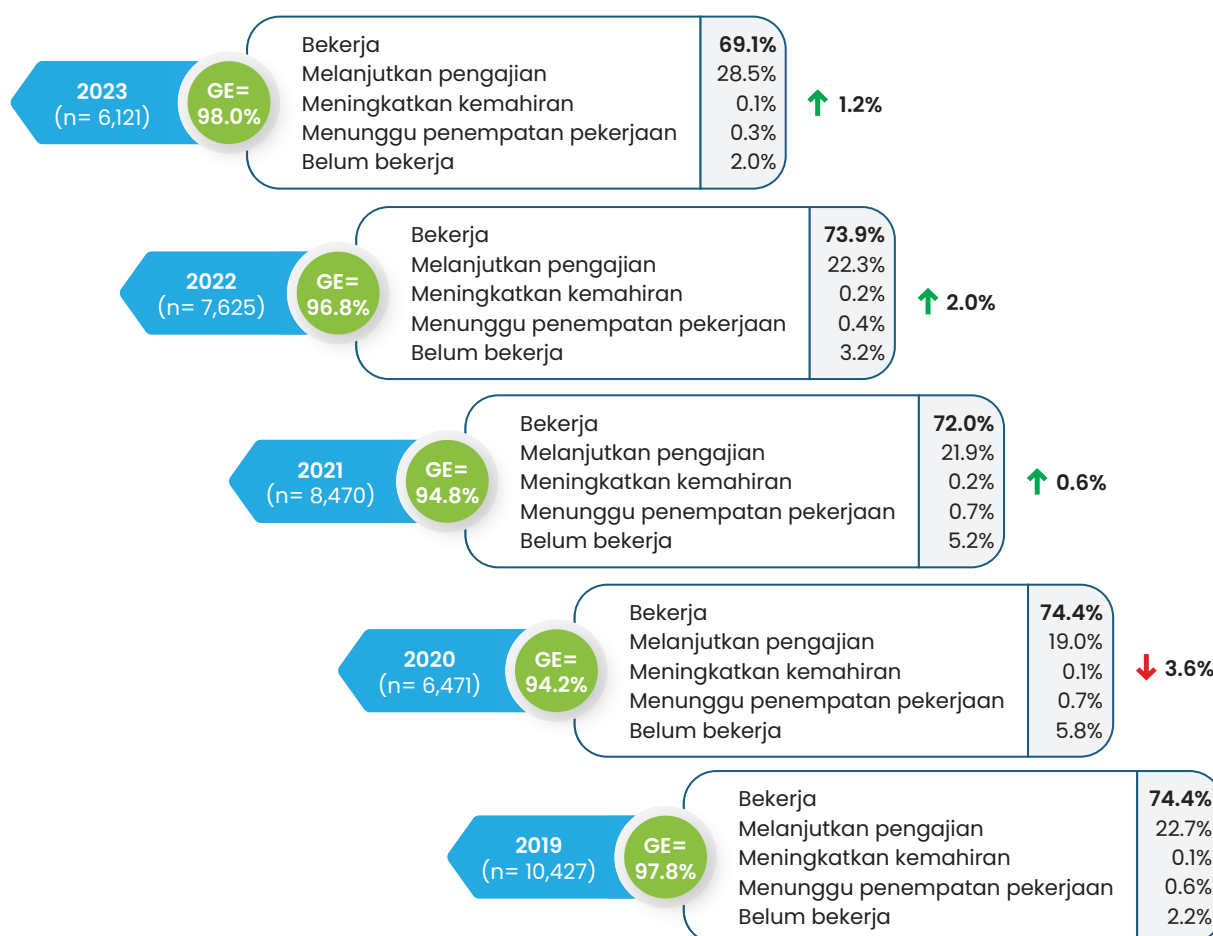 2023
(n= 6,121)
GE=
98.0%
Bekerja 69.1%
Melanjutkan pengajian 28.5%
Meningkatkan kemahiran 0.1%
Menunggu penempatan pekerjaan 0.3%
Belum bekerja 2.0%
1.2%
2022
(n= 7,625)
GE=
96.8%
Bekerja 73.9%
Melanjutkan pengajian 22.3%
Meningkatkan kemahiran 0.2%
Menunggu penempatan pekerjaan 0.4%
Belum bekerja 3.2%
2.0%
2021
(n= 8,470)
GE=
94.8%
Bekerja 72.0%
Melanjutkan pengajian 21.9%
Meningkatkan kemahiran 0.2%
Menunggu penempatan pekerjaan 0.7%
Belum bekerja 5.2%
0.6%
2020
(n= 6,471)
GE=
94.2%
Bekerja 74.4%
Melanjutkan pengajian 19.0%
Meningkatkan kemahiran 0.1%
Menunggu penempatan pekerjaan 0.7%
Belum bekerja 5.8%
3.6%
2019
(n= 10,427)
GE=
97.8%
Bekerja 74.4%
Melanjutkan pengajian 22.7%
Meningkatkan kemahiran 0.1%
Menunggu penempatan pekerjaan 0.6%
Belum bekerja 2.2%